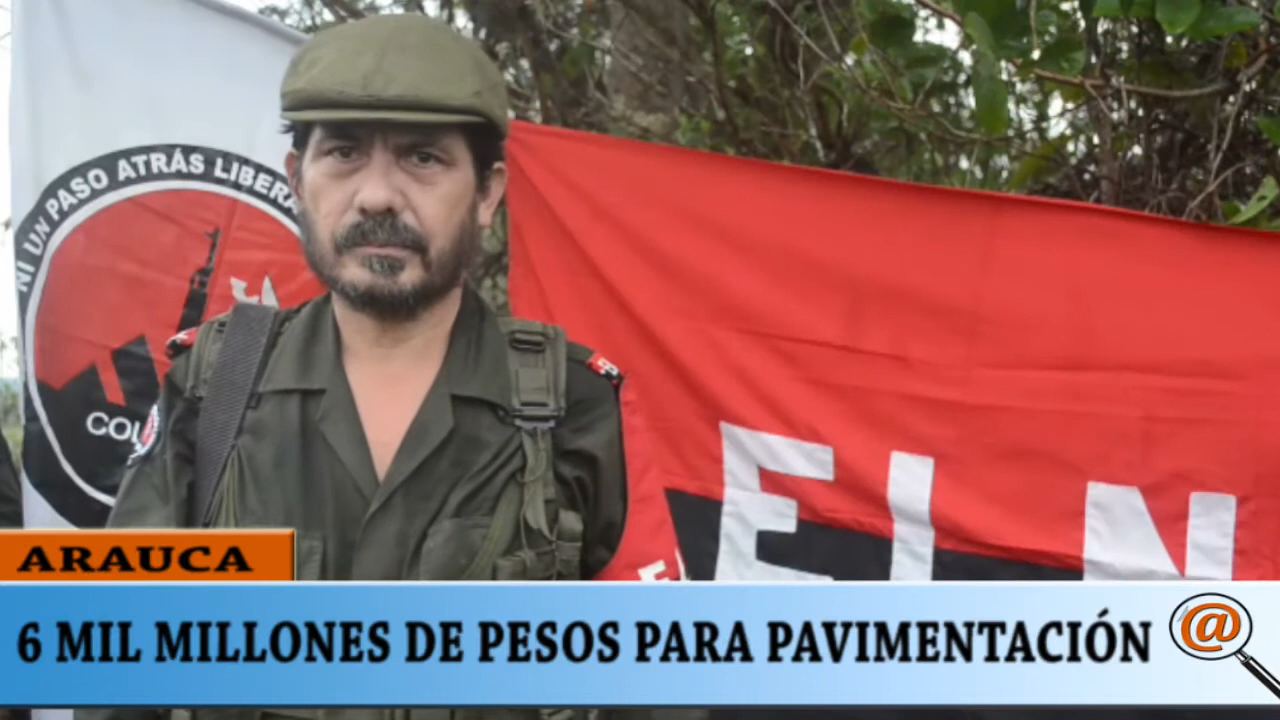 NI UN PASO ATRÁS LIBERA
COL
ELN
ARAUCA
6 MIL MILLONES DE PESOS PARA PAVIMENTACIÓN
@